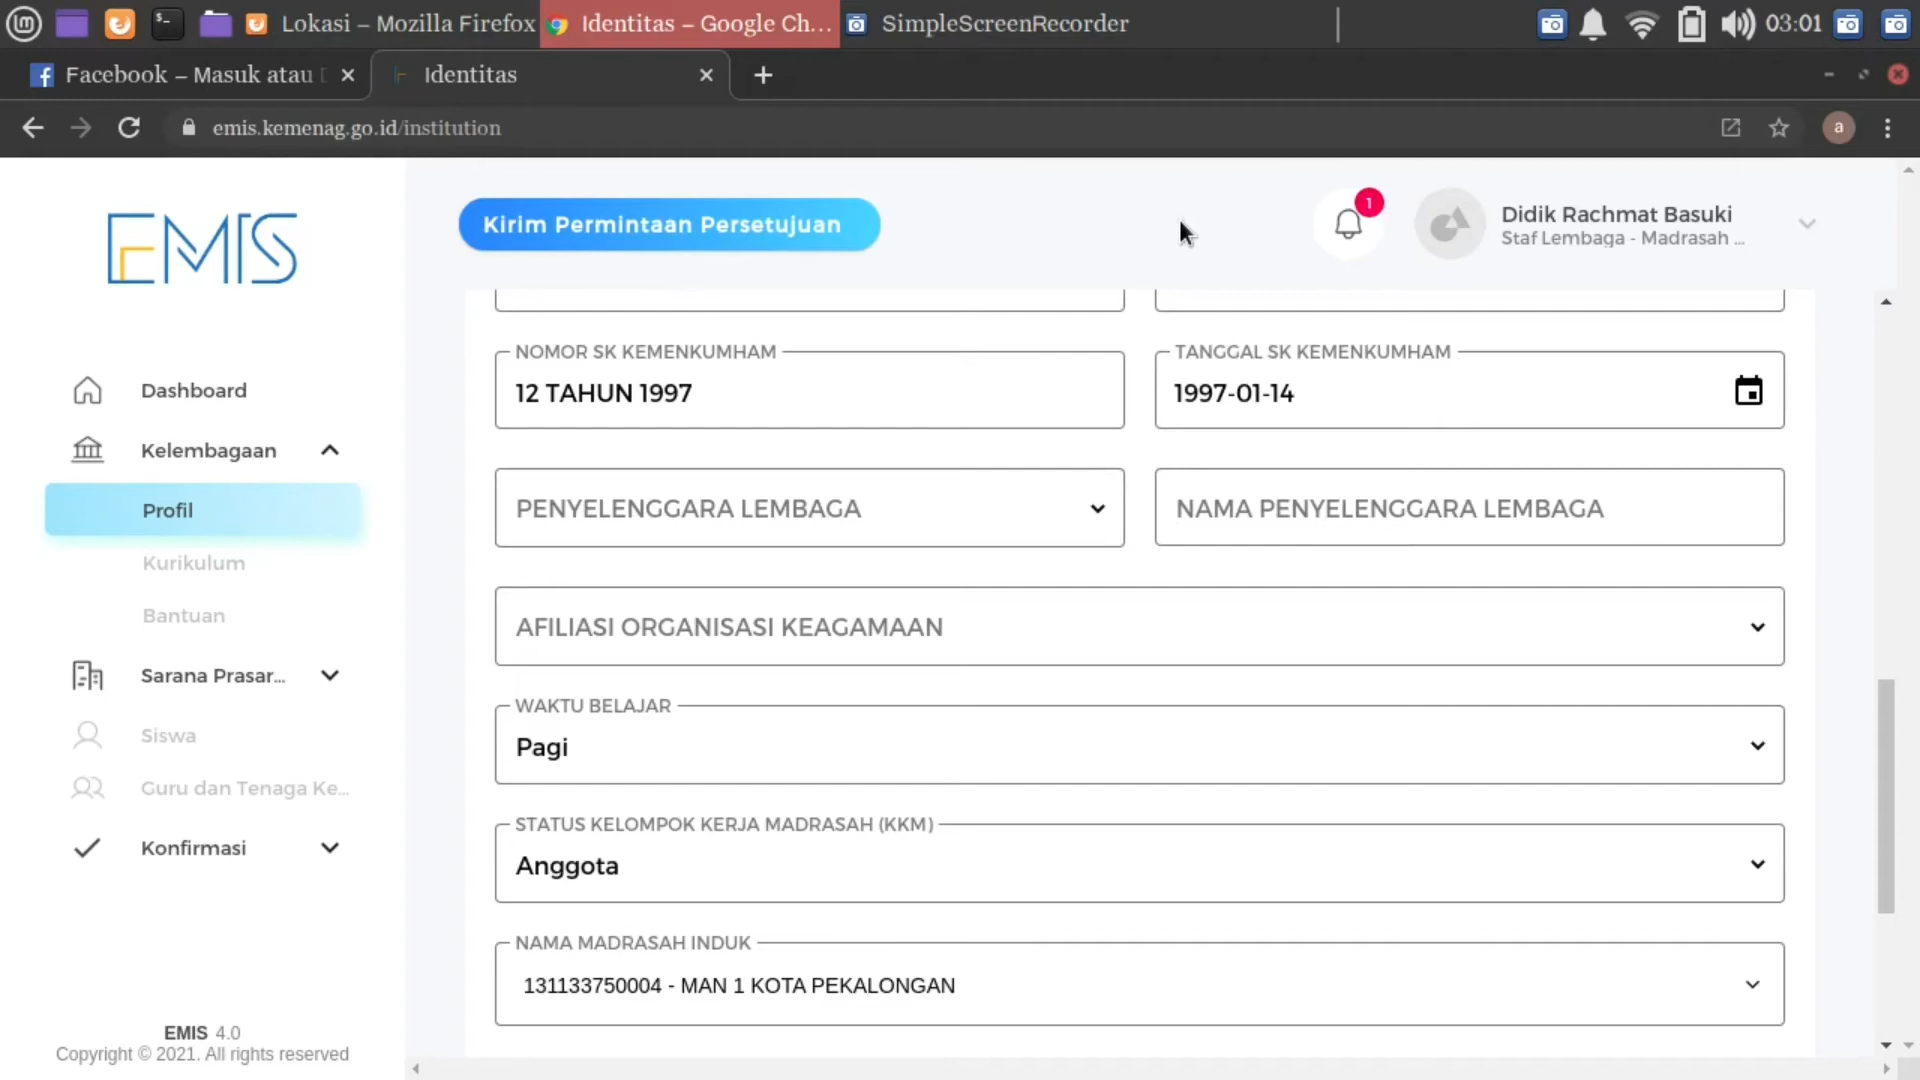 Lokasi – Mozilla Firefox
Identitas – Google Ch...
SimpleScreenRecorder
03:01
Facebook – Masuk atau
Identitas
emis.kemenag.go.id/institution
a
EMIS
Kirim Permintaan Persetujuan
1
Didik Rachmat Basuki
Staf Lembaga - Madrasah ...
Dashboard
Kelembagaan
Profil
Kurikulum
Bantuan
Sarana Prasar...
Siswa
Guru dan Tenaga Ke...
Konfirmasi
EMIS 4.0
Copyright © 2021. All rights reserved
NOMOR SK KEMENKUMHAM
12 TAHUN 1997
TANGGAL SK KEMENKUMHAM
1997-01-14
PENYELENGGARA LEMBAGA
NAMA PENYELENGGARA LEMBAGA
AFILIASI ORGANISASI KEAGAMAAN
WAKTU BELAJAR
Pagi
STATUS KELOMPOK KERJA MADRASAH (KKM)
Anggota
NAMA MADRASAH INDUK
131133750004 - MAN 1 KOTA PEKALONGAN